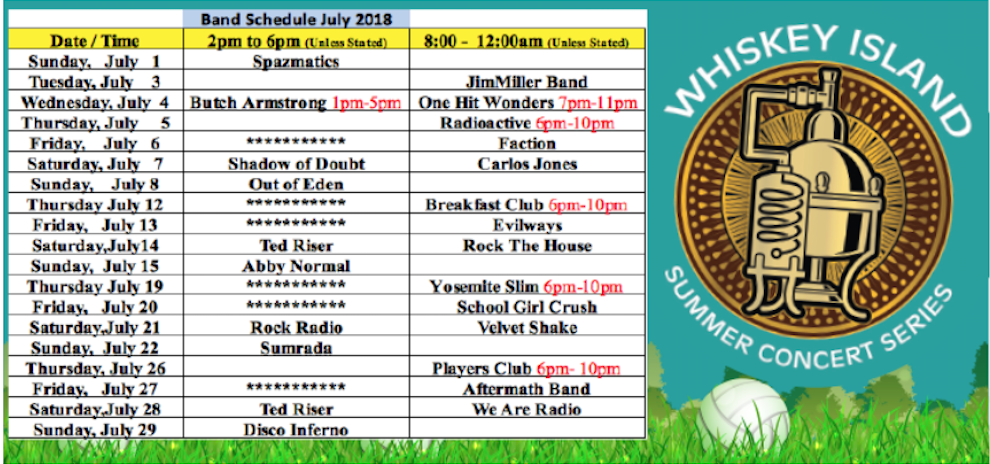 Band Schedule July 2018
Date / Time 2pm to 6pm (Unless Stated) 8:00 - 12:00am (Unless Stated)
Sunday, July 1 Spazmatics
Tuesday, July 3 JimMiller Band
Wednesday, July 4 Butch Armstrong 1pm-5pm One Hit Wonders 7pm-11pm
Thursday, July 5 Radioactive 6pm-10pm
Friday, July 6 *********** Faction
Saturday, July 7 Shadow of Doubt Carlos Jones
Sunday, July 8 Out of Eden
Thursday July 12 *********** Breakfast Club 6pm-10pm
Friday, July 13 *********** Evilways
Saturday,July14 Ted Riser Rock The House
Sunday, July 15 Abby Normal
Thursday July 19 *********** Yosemite Slim 6pm-10pm
Friday, July 20 *********** School Girl Crush
Saturday,July 21 Rock Radio Velvet Shake
Sunday, July 22 Sumrada
Thursday, July 26 Players Club 6pm- 10pm
Friday, July 27 *********** Aftermath Band
Saturday,July 28 Ted Riser We Are Radio
Sunday, July 29 Disco Inferno
WHISKEY ISLAND
SUMMER CONCERT SERIES